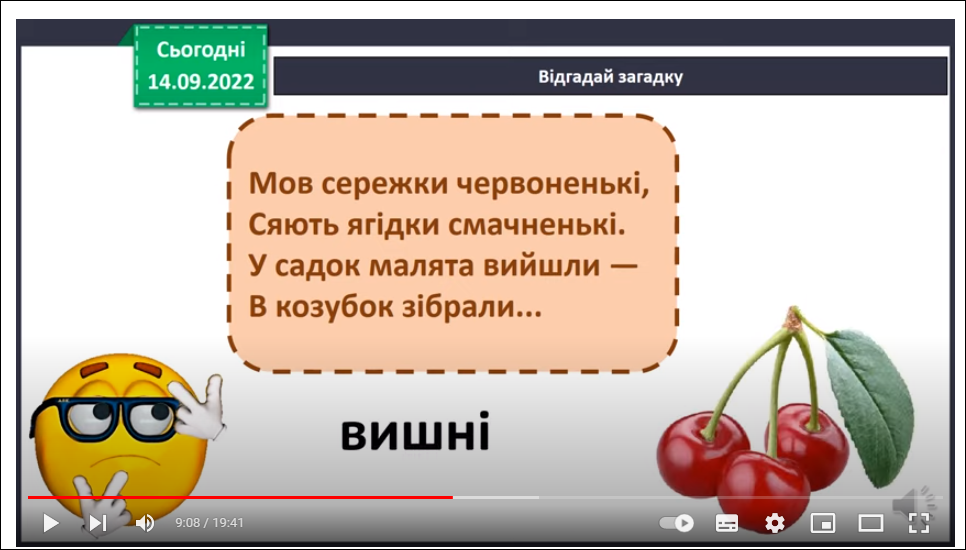 Сьогодні
14.09.2022
Відгадай загадку
Мов сережки червоненькі,
Сяють ягідки смачненькі.
У садок малята вийшли —
В козубок зібрали...
вишні
9:08 / 19:41